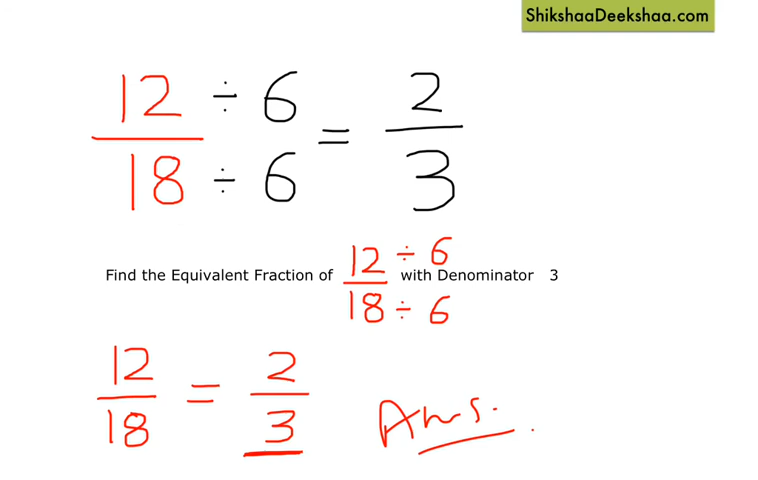 ShikshaaDeekshaa.com
12 ÷ 6 = 2
18 ÷ 6 3
12 ÷ 6
Find the Equivalent Fraction of with Denominator 3
18 ÷ 6
12 = 2
18 3
Ans.